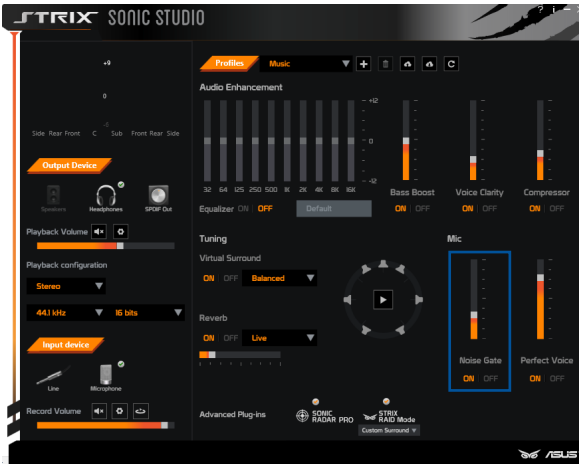 STRIX SONIC STUDIO
? i
+9
0
-4
Side Rear Front C Sub Front Rear Side
Output Device
Speakers Headphones SPDIF Out
Playback Volume
Playback configuration
Stereo
44.1 kHz 16 bits
Input device
Line Microphone
Record Volume
Profiles Music
Audio Enhancement
+12
0
-12
32 64 125 250 500 1K 2K 4K 8K 16K
Equalizer ON OFF Default
Bass Boost Voice Clarity Compressor
ON OFF ON OFF ON OFF
Tuning
Virtual Surround
ON OFF Balanced
Reverb
ON OFF Live
Mic
Noise Gate Perfect Voice
ON OFF ON OFF
Advanced Plug-ins
SONIC RADAR PRO
STRIX RAID Mode
Custom Surround
ASUS